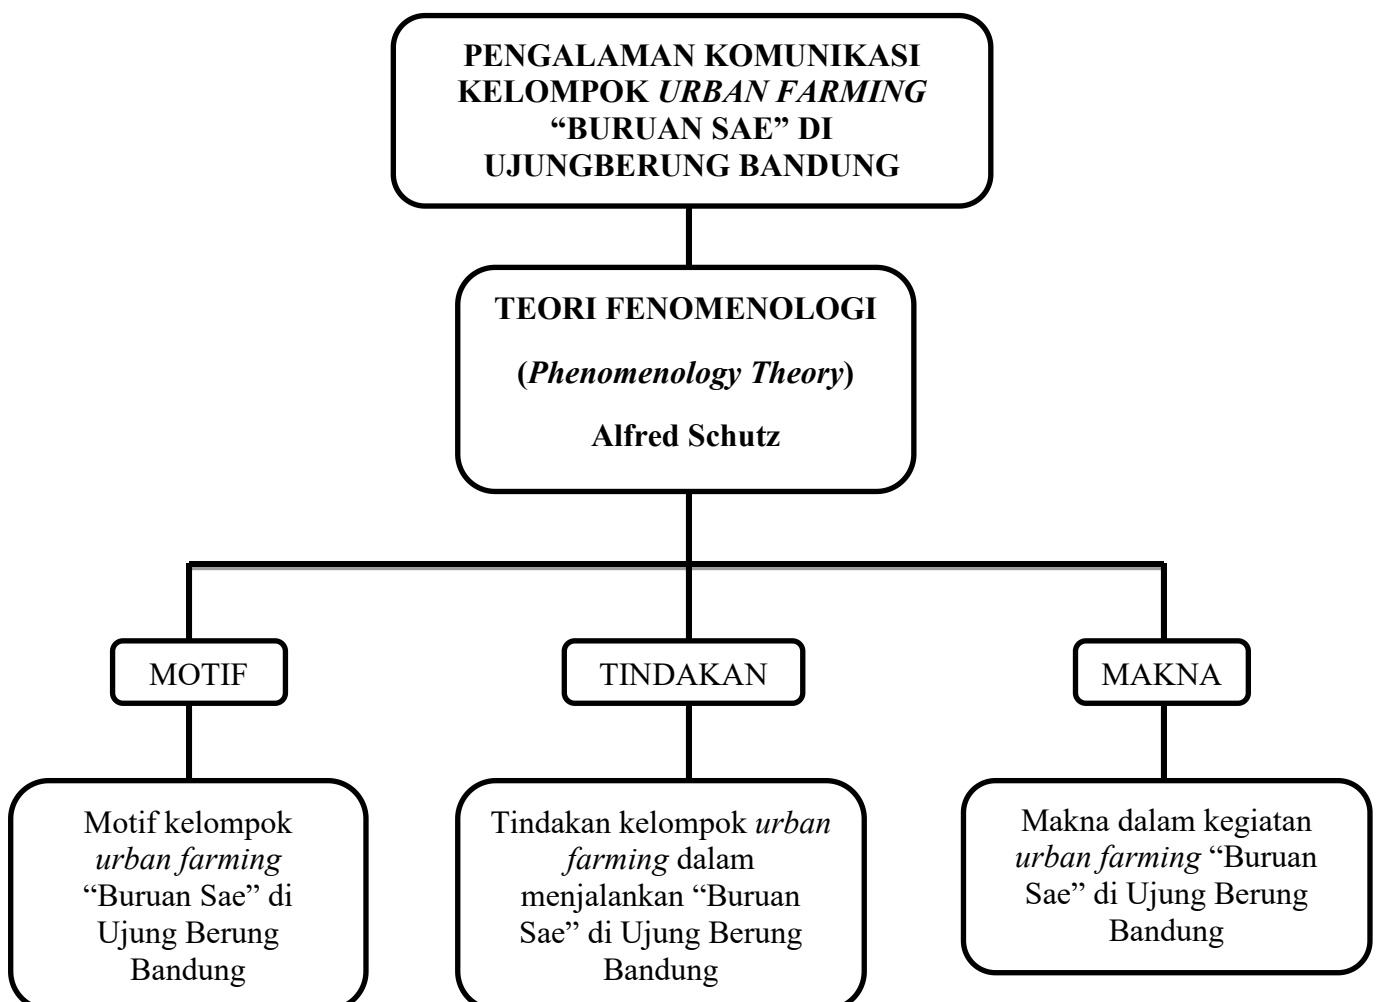 PENGALAMAN KOMUNIKASI
KELOMPOK URBAN FARMING
“BURUAN SAE” DI
UJUNGBERUNG BANDUNG
TEORI FENOMENOLOGI
(Phenomenology Theory)
Alfred Schutz
MOTIF
TINDAKAN
MAKNA
Motif kelompok
urban farming
“Buruan Sae” di
Ujung Berung
Bandung
Tindakan kelompok urban
farming dalam
menjalankan “Buruan
Sae” di Ujung Berung
Bandung
Makna dalam kegiatan
urban farming “Buruan
Sae” di Ujung Berung
Bandung